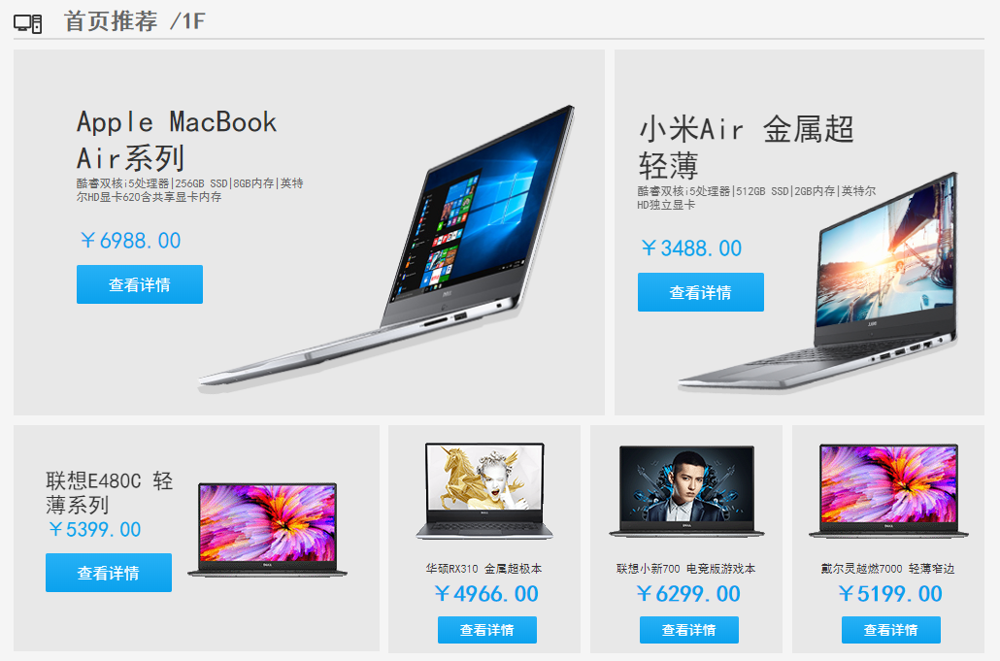 首页推荐 /1F
Apple MacBook
Air系列
酷睿双核i5处理器|256GB SSD|8GB内存|英特
尔HD显卡620含共享显卡内存
￥6988.00
查看详情
小米Air 金属超
轻薄
酷睿双核i5处理器|512GB SSD|2GB内存|英特尔
HD独立显卡
￥3488.00
查看详情
联想E480C 轻
薄系列
￥5399.00
查看详情
华硕RX310 金属超极本
￥4966.00
查看详情
联想小新700 电竞版游戏本
￥6299.00
查看详情
戴尔灵越燃7000 轻薄窄边
￥5199.00
查看详情